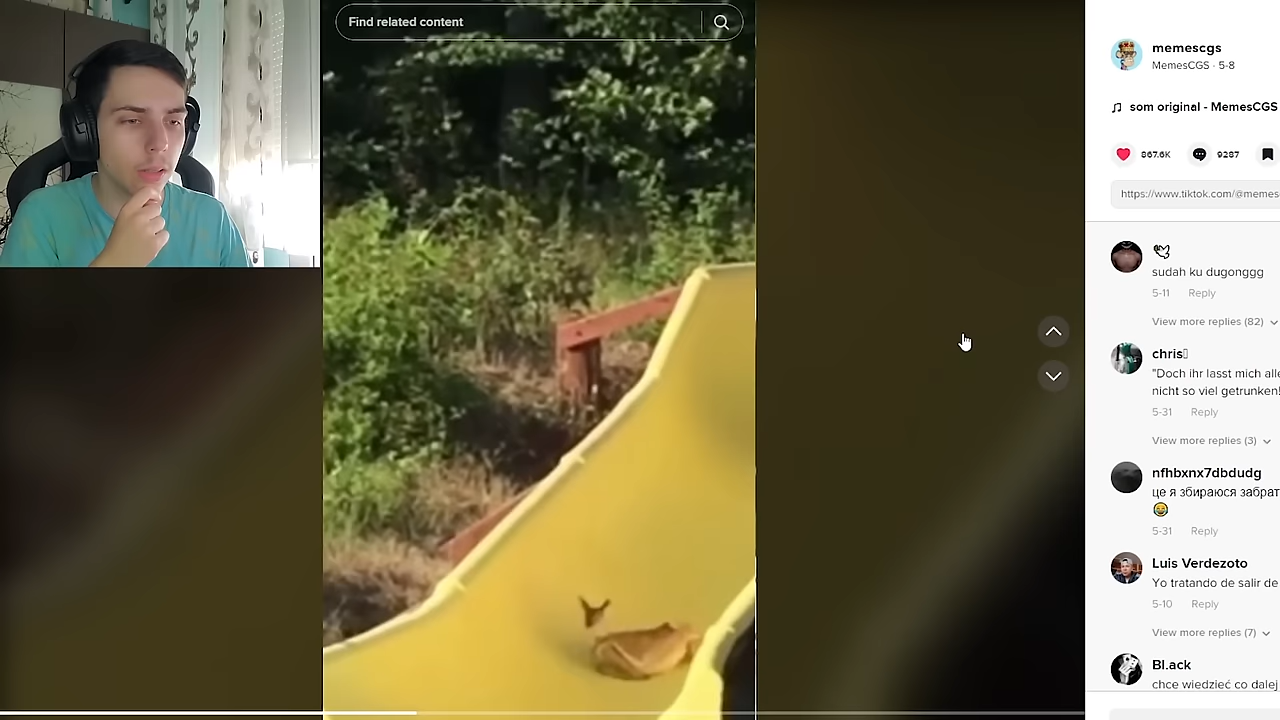 Find related content
memescgs
MemesCGS · 5-8
som original - MemesCGS
867.6K
9287
https://www.tiktok.com/@memes
sudah ku dugonggg
5-11 Reply
View more replies (82)
chris
"Doch ihr lasst mich alle
nicht so viel getrunken!
5-31 Reply
View more replies (3)
nfhbxnx7dbdudg
це я збираюся забрат
5-31 Reply
Luis Verdezoto
Yo tratando de salir de
5-10 Reply
View more replies (7)
Bl.ack
chce wiedzieć co dalej